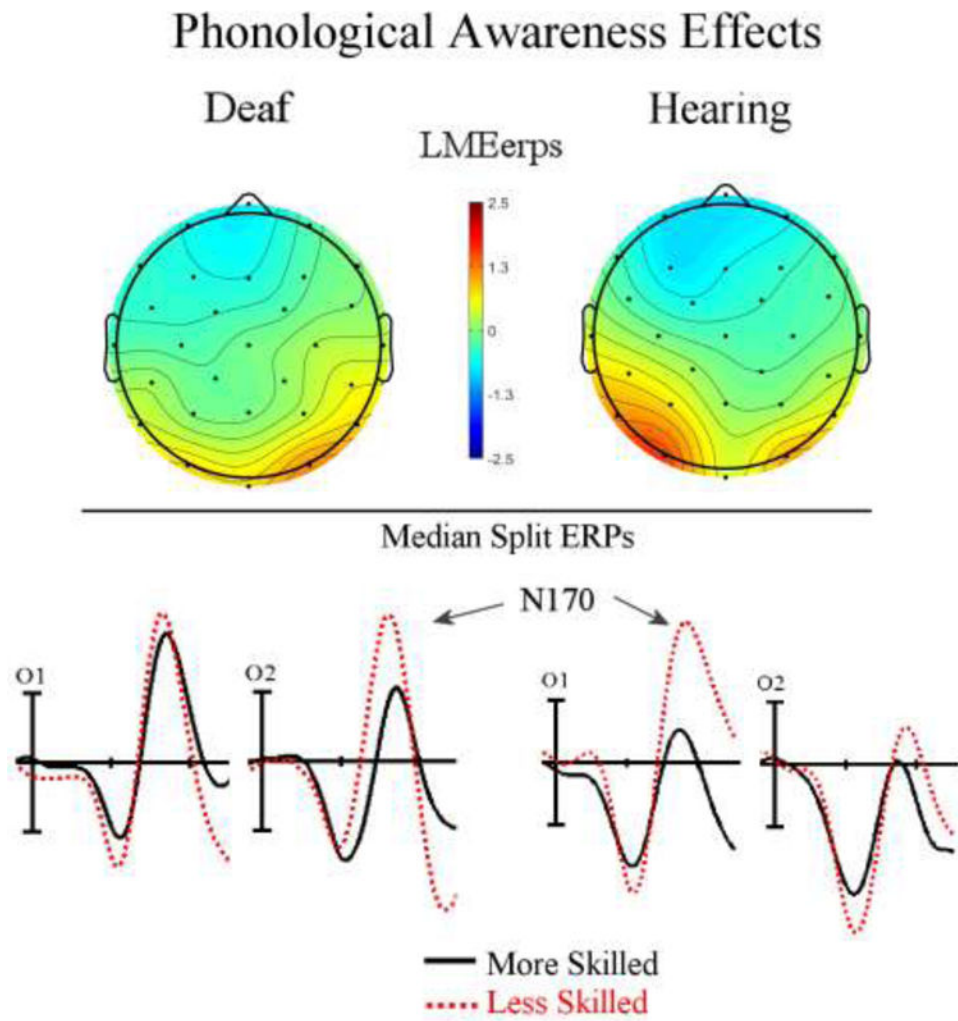 Phonological Awareness Effects
Deaf
Hearing
LMEerps
2.5
1.3
0
-1.3
-2.5
Median Split ERPs
N170
O1
O2
O1
O2
More Skilled
Less Skilled